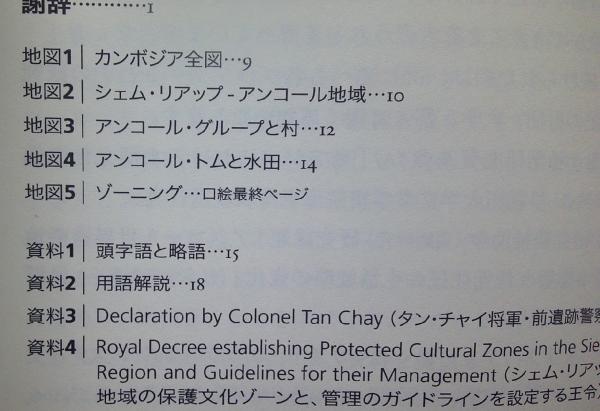 謝辞…………1
地図1│カンボジア全図…9
地図2│シェム・リアップ - アンコール地域…10
地図3│アンコール・グループと村…12
地図4│アンコール・トムと水田…14
地図5│ゾーニング…口絵最終ページ
資料1│頭字語と略語…15
資料2│用語解説…18
資料3│Declaration by Colonel Tan Chay（タン・チャイ将軍・前遺跡警察
資料4│Royal Decree establishing Protected Cultural Zones in the Sie
Region and Guidelines for their Management（シェム・リアッ
地域の保護文化ゾーンと、管理のガイドラインを設定する王令）